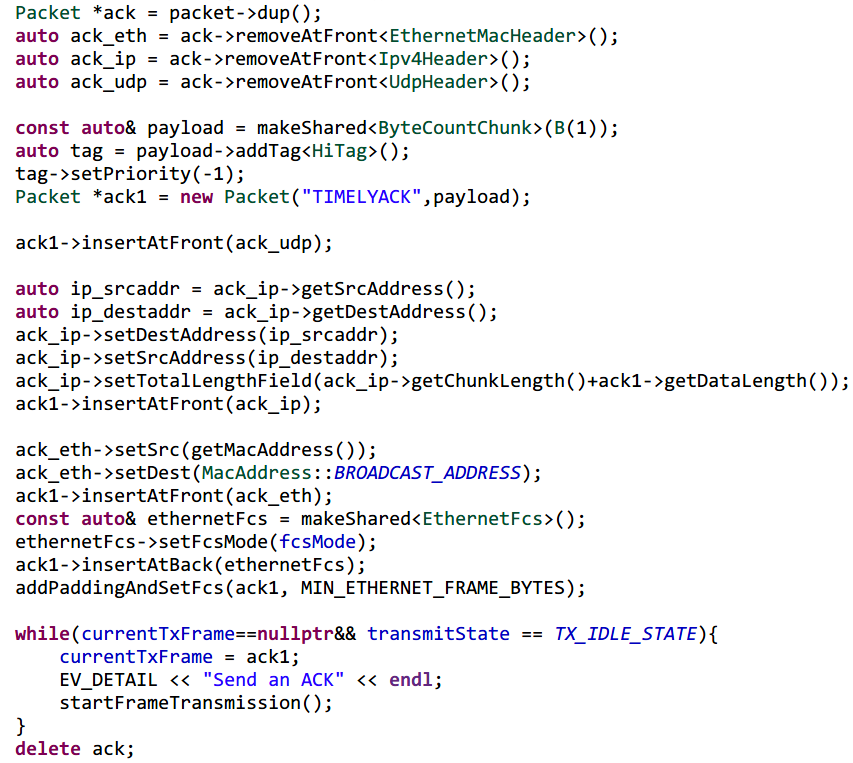 Packet *ack = packet->dup();
auto ack_eth = ack->removeAtFront<EthernetMacHeader>();
auto ack_ip = ack->removeAtFront<Ipv4Header>();
auto ack_udp = ack->removeAtFront<UdpHeader>();

const auto& payload = makeShared<ByteCountChunk>(B(1));
auto tag = payload->addTag<HiTag>();
tag->setPriority(-1);
Packet *ack1 = new Packet("TIMELYACK",payload);

ack1->insertAtFront(ack_udp);

auto ip_srcaddr = ack_ip->getSrcAddress();
auto ip_destaddr = ack_ip->getDestAddress();
ack_ip->setDestAddress(ip_srcaddr);
ack_ip->setSrcAddress(ip_destaddr);
ack_ip->setTotalLengthField(ack_ip->getChunkLength()+ack1->getDataLength());
ack1->insertAtFront(ack_ip);

ack_eth->setSrc(getMacAddress());
ack_eth->setDest(MacAddress::BROADCAST_ADDRESS);
ack1->insertAtFront(ack_eth);
const auto& ethernetFcs = makeShared<EthernetFcs>();
ethernetFcs->setFcsMode(fcsMode);
ack1->insertAtBack(ethernetFcs);
addPaddingAndSetFcs(ack1, MIN_ETHERNET_FRAME_BYTES);

while(currentTxFrame==nullptr&& transmitState == TX_IDLE_STATE){
    currentTxFrame = ack1;
    EV_DETAIL << "Send an ACK" << endl;
    startFrameTransmission();
}
delete ack;